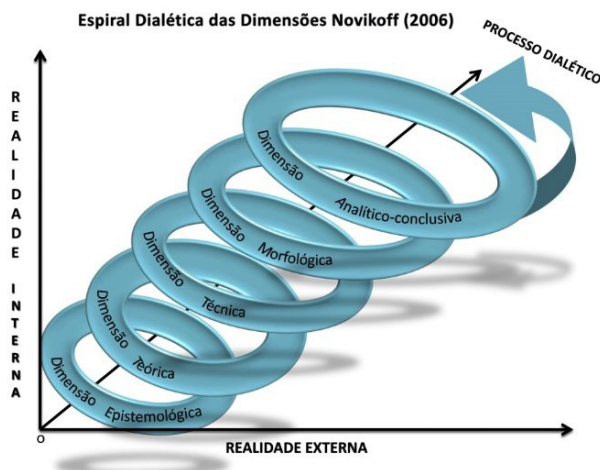 Espiral Dialética das Dimensões Novikoff (2006)
PROCESSO DIALÉTICO
REALIDADE INTERNA
Dimensão Analítico-conclusiva
Dimensão Morfológica
Dimensão Técnica
Dimensão Teórica
Dimensão Epistemológica
O
REALIDADE EXTERNA